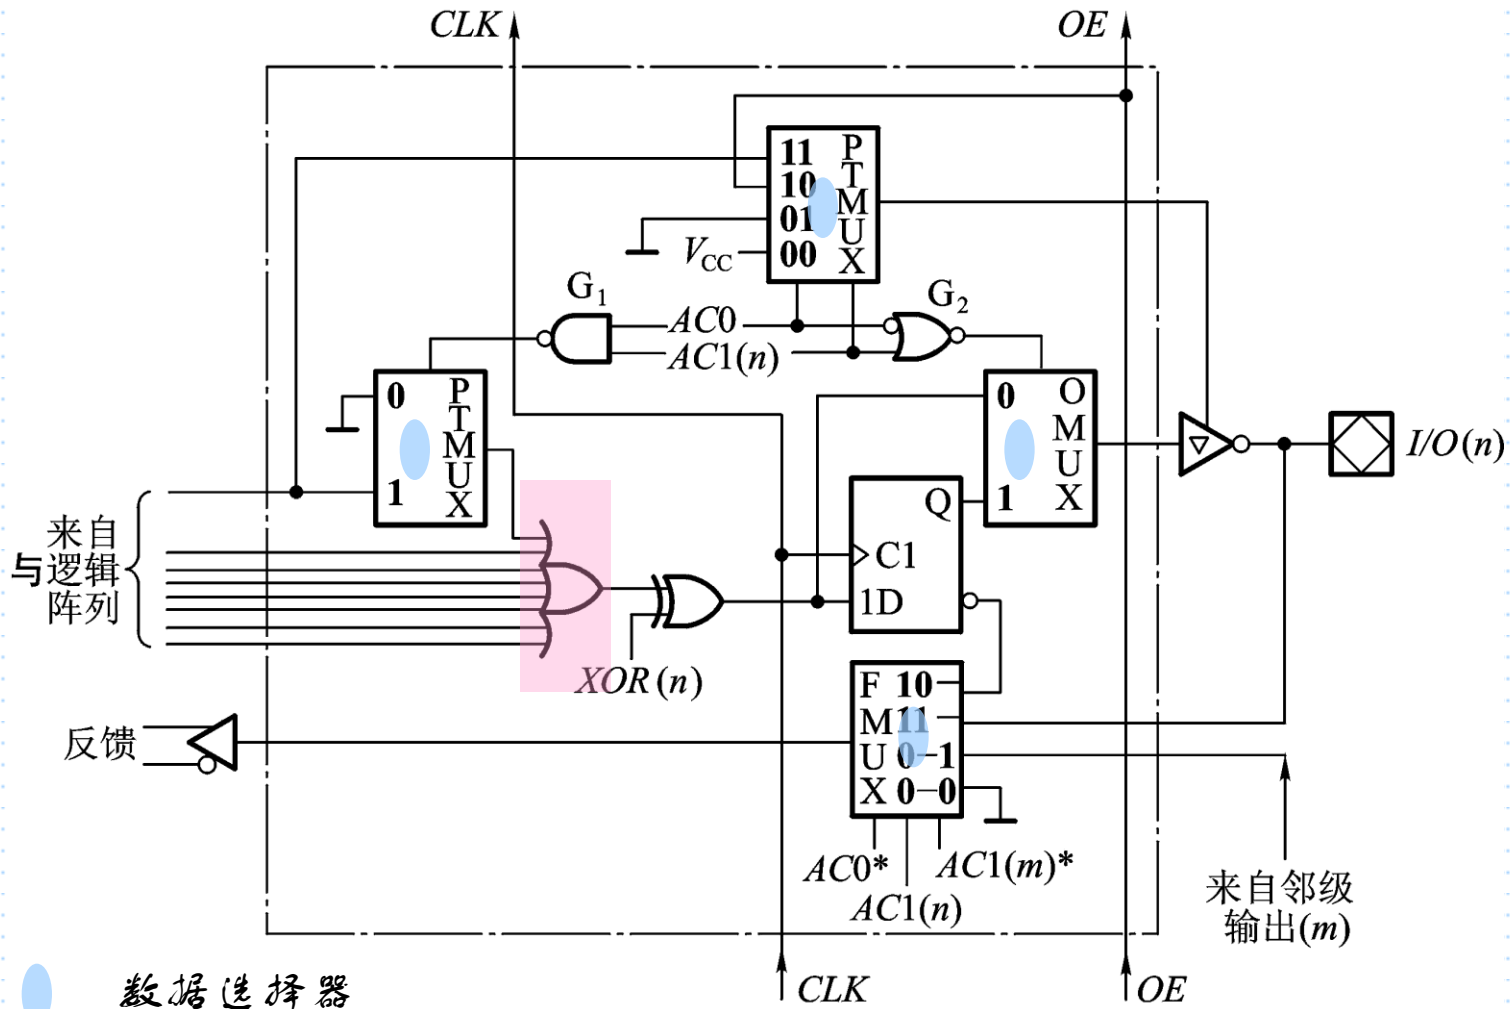 CLK
OE
11
10
01
00
PTMUX
VCC
G1
G2
AC0
AC1(n)
0
1
PTMUX
0
1
OMUX
I/O(n)
Q
C1
1D
来自
与逻辑
阵列
XOR(n)
反馈
FMUX
10
11
0-1
0-0
AC0*
AC1(m)*
AC1(n)
来自邻级
输出(m)
CLK
OE
数据选择器